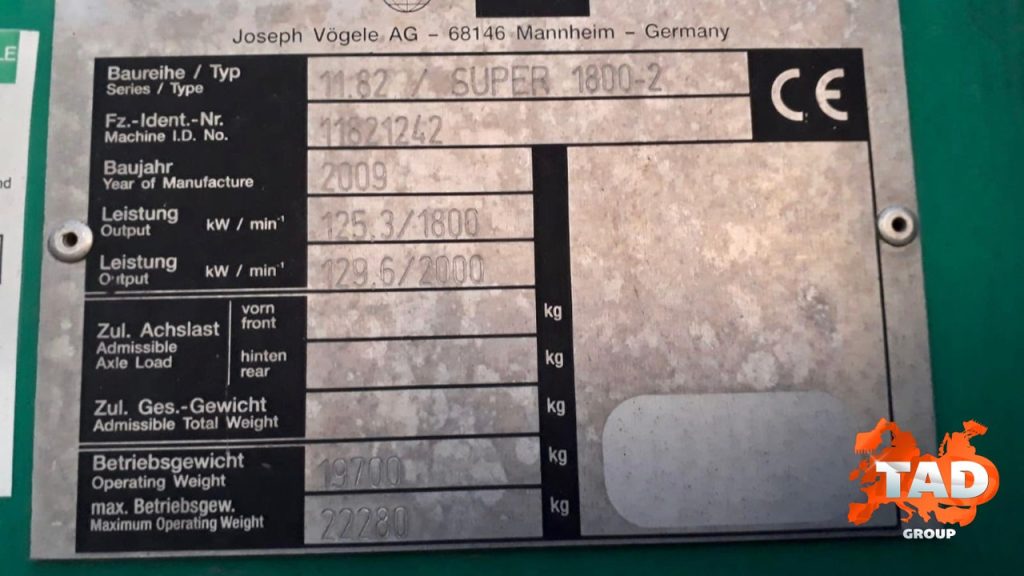 LE
nd
Joseph Vögele AG – 68146 Mannheim – Germany
Baureihe / Typ
Series / Type
11.82 / SUPER 1800-2
CE
Fz.-Ident.-Nr.
Machine I.D. No.
11821242
Baujahr
Year of Manufacture
2009
Leistung
Output
kW / min⁻¹
125.3/1800
Leistung
Output
kW / min⁻¹
129.6/2000
Zul. Achslast
Admissible
Axle Load
vorn
front
kg
hinten
rear
kg
Zul. Ges.-Gewicht
Admissible Total Weight
kg
Betriebsgewicht
Operating Weight
19700
kg
max. Betriebsgew.
Maximum Operating Weight
22280
kg
TAD
GROUP